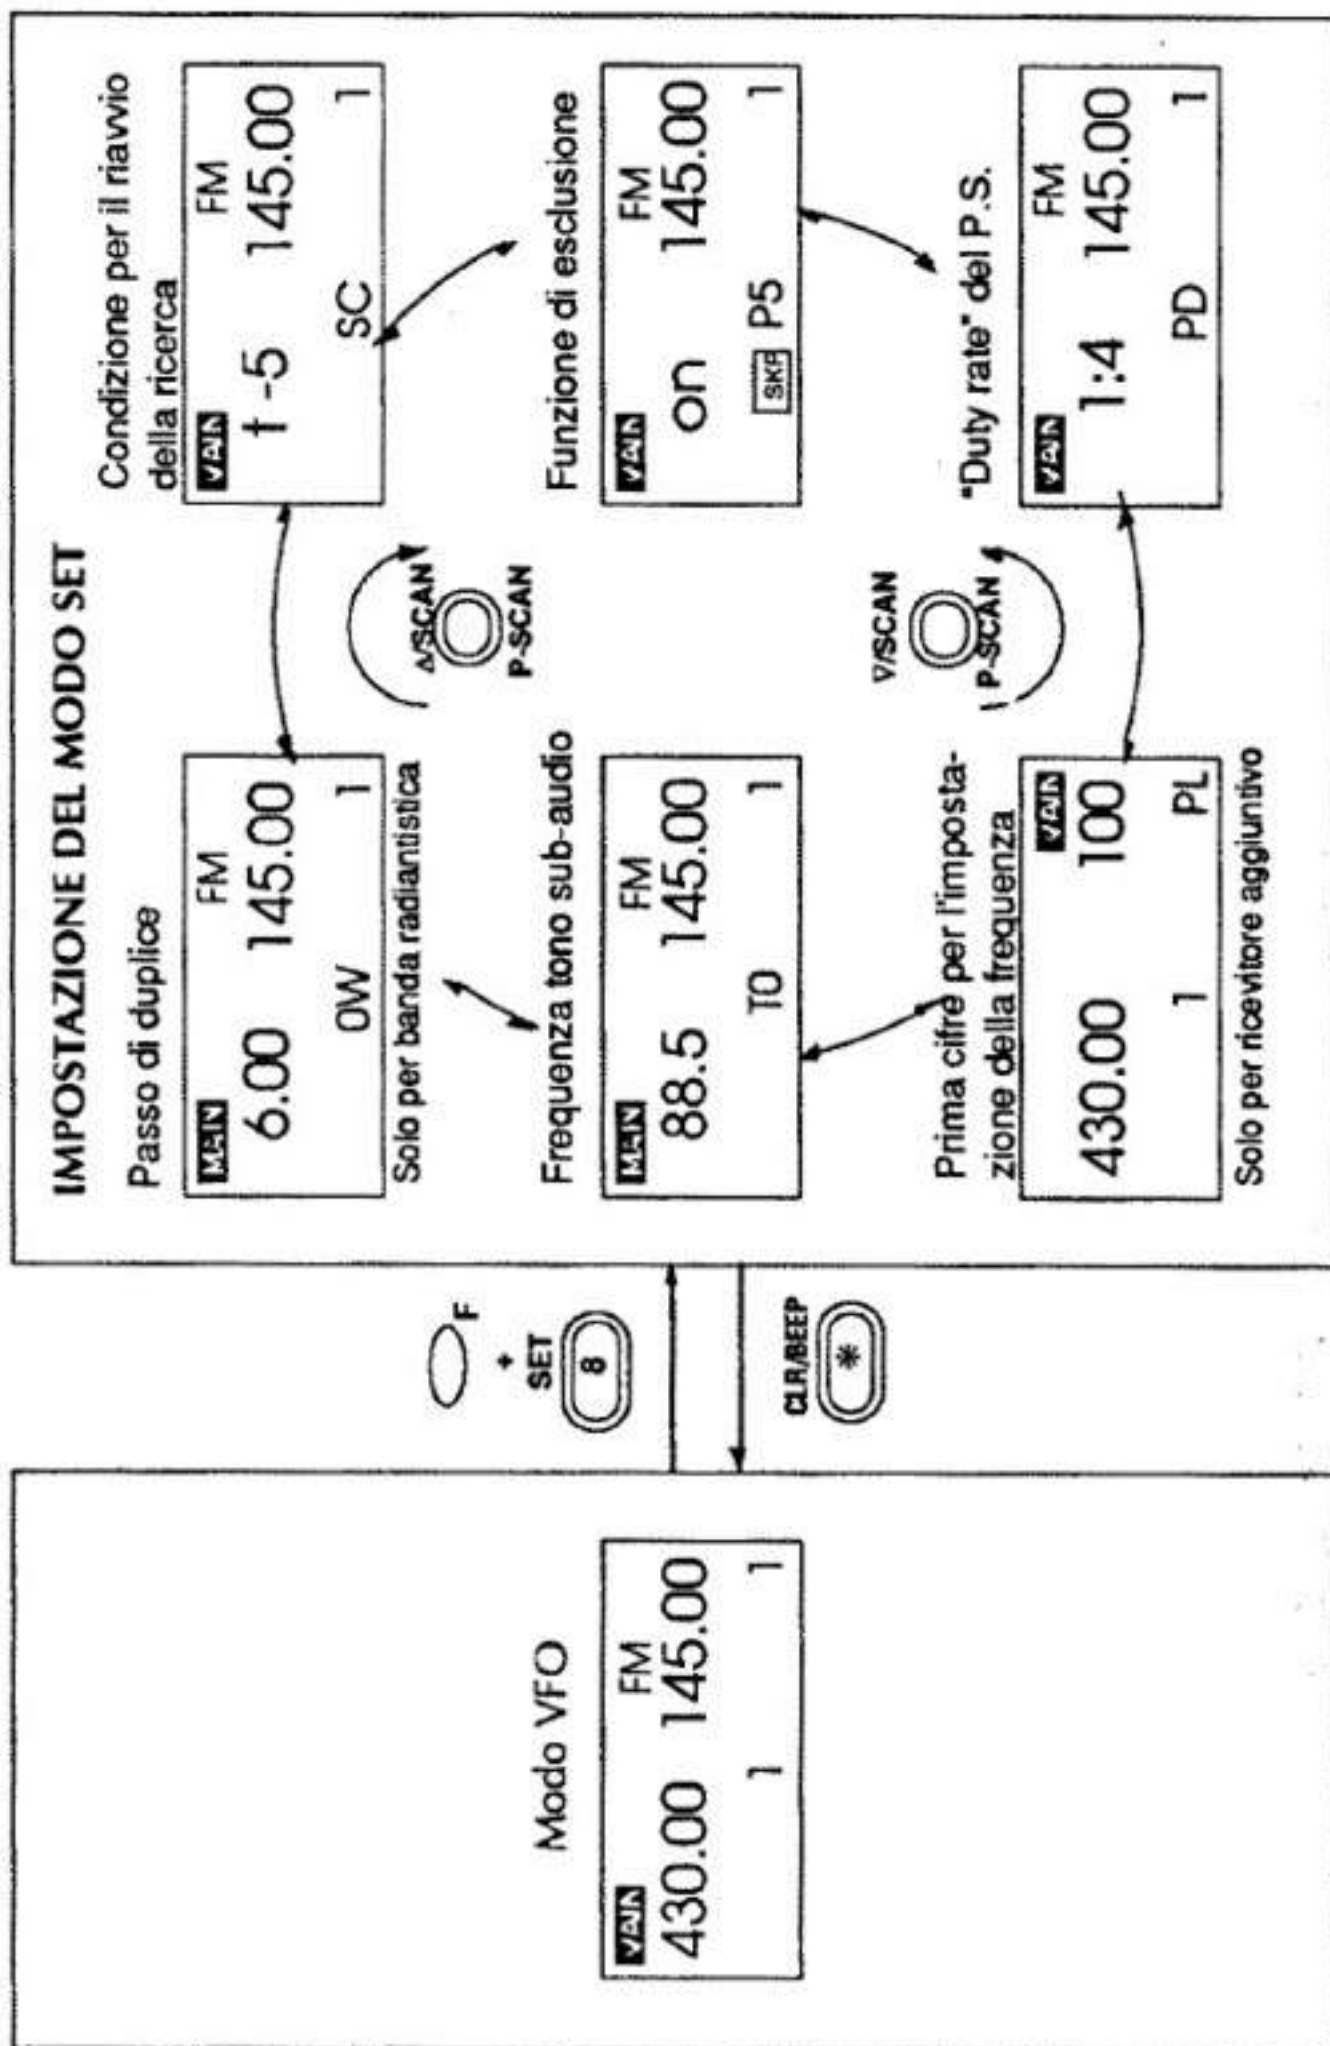 IMPOSTAZIONE DEL MODO SET
Modo VFO
MAIN
FM
430.00 145.00
1 1
F
+
SET
8
CLR/BEEP
*
Passo di duplice
MAIN
FM
6.00 145.00
OW 1
Solo per banda radiantistica
Condizione per il riavvio
della ricerca
MAIN
FM
t -5 145.00
SC 1
∆/SCAN
P-SCAN
Frequenza tono sub-audio
MAIN
FM
88.5 145.00
TO 1
Funzione di esclusione
MAIN
FM
on 145.00
SKP P5 1
∇/SCAN
P-SCAN
Prima cifre per l'imposta-
zione della frequenza
MAIN
430.00 100
1 PL
Solo per ricevitore aggiuntivo
"Duty rate" del P.S.
MAIN
FM
1:4 145.00
PD 1